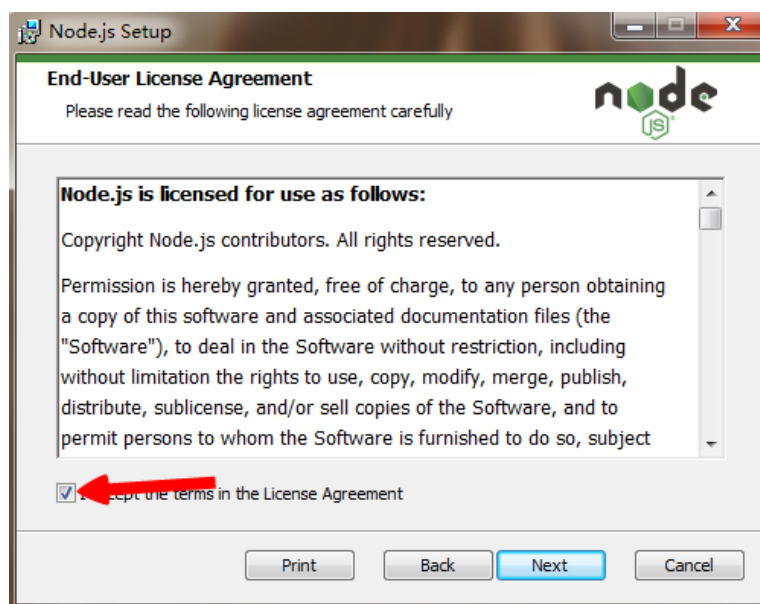 Node.js Setup
End-User License Agreement
Please read the following license agreement carefully
node
JS
Node.js is licensed for use as follows:
Copyright Node.js contributors. All rights reserved.
Permission is hereby granted, free of charge, to any person obtaining
a copy of this software and associated documentation files (the
"Software"), to deal in the Software without restriction, including
without limitation the rights to use, copy, modify, merge, publish,
distribute, sublicense, and/or sell copies of the Software, and to
permit persons to whom the Software is furnished to do so, subject
the terms in the License Agreement
Print Back Next Cancel